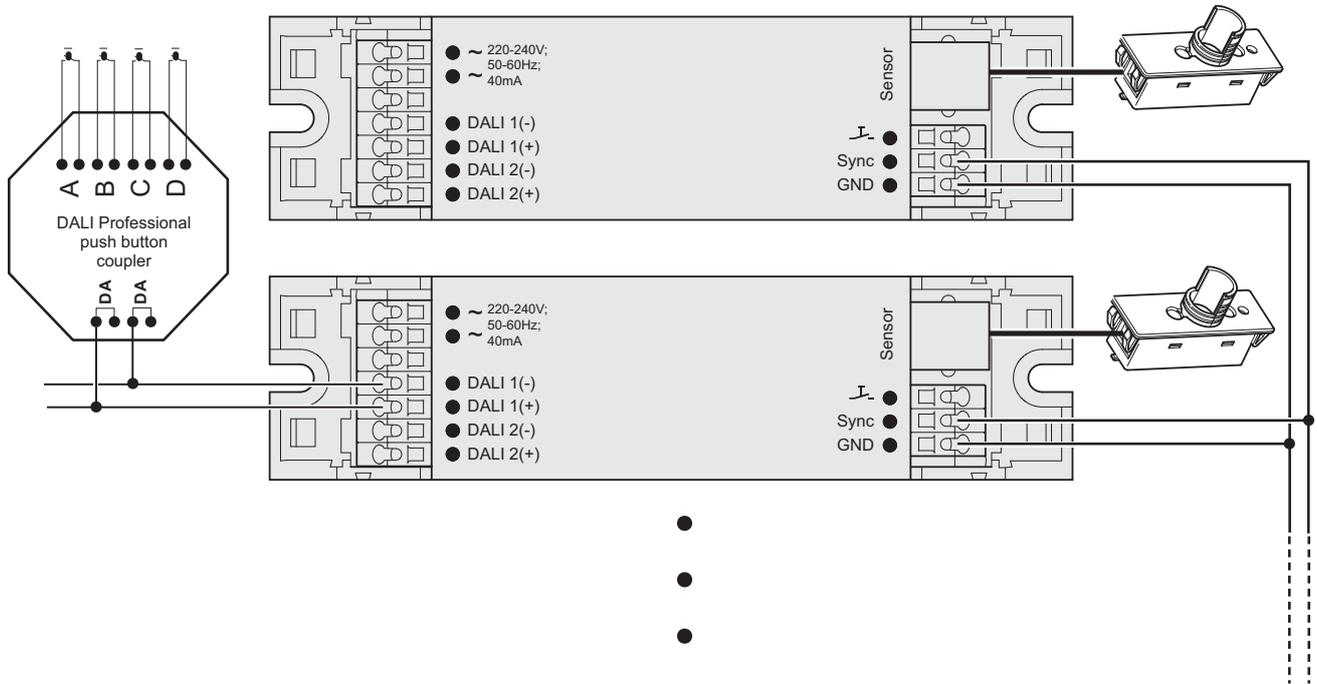 A B C D
DALI Professional
push button
coupler
DA DA
~ 220-240V;
50-60Hz;
~ 40mA
DALI 1(-)
DALI 1(+)
DALI 2(-)
DALI 2(+)
Sensor
Sync
GND
~ 220-240V;
50-60Hz;
~ 40mA
DALI 1(-)
DALI 1(+)
DALI 2(-)
DALI 2(+)
Sensor
Sync
GND